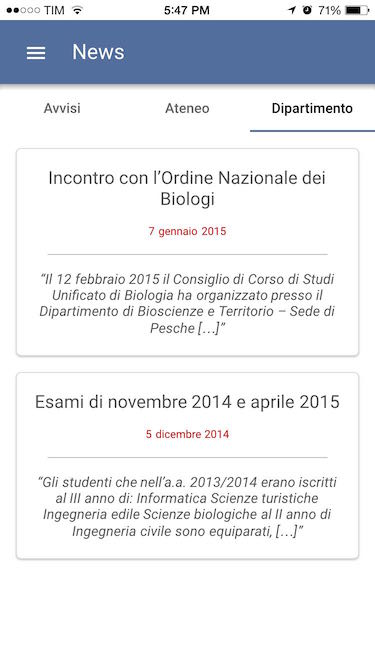 TIM 5:47 PM 71%
News
Avvisi Ateneo Dipartimento
Incontro con l’Ordine Nazionale dei
Biologi
7 gennaio 2015
“Il 12 febbraio 2015 il Consiglio di Corso di Studi
Unificato di Biologia ha organizzato presso il
Dipartimento di Bioscienze e Territorio – Sede di
Pesche […]”
Esami di novembre 2014 e aprile 2015
5 dicembre 2014
“Gli studenti che nell’a.a. 2013/2014 erano iscritti
al III anno di: Informatica Scienze turistiche
Ingegneria edile Scienze biologiche al II anno di
Ingegneria civile sono equiparati, […]”